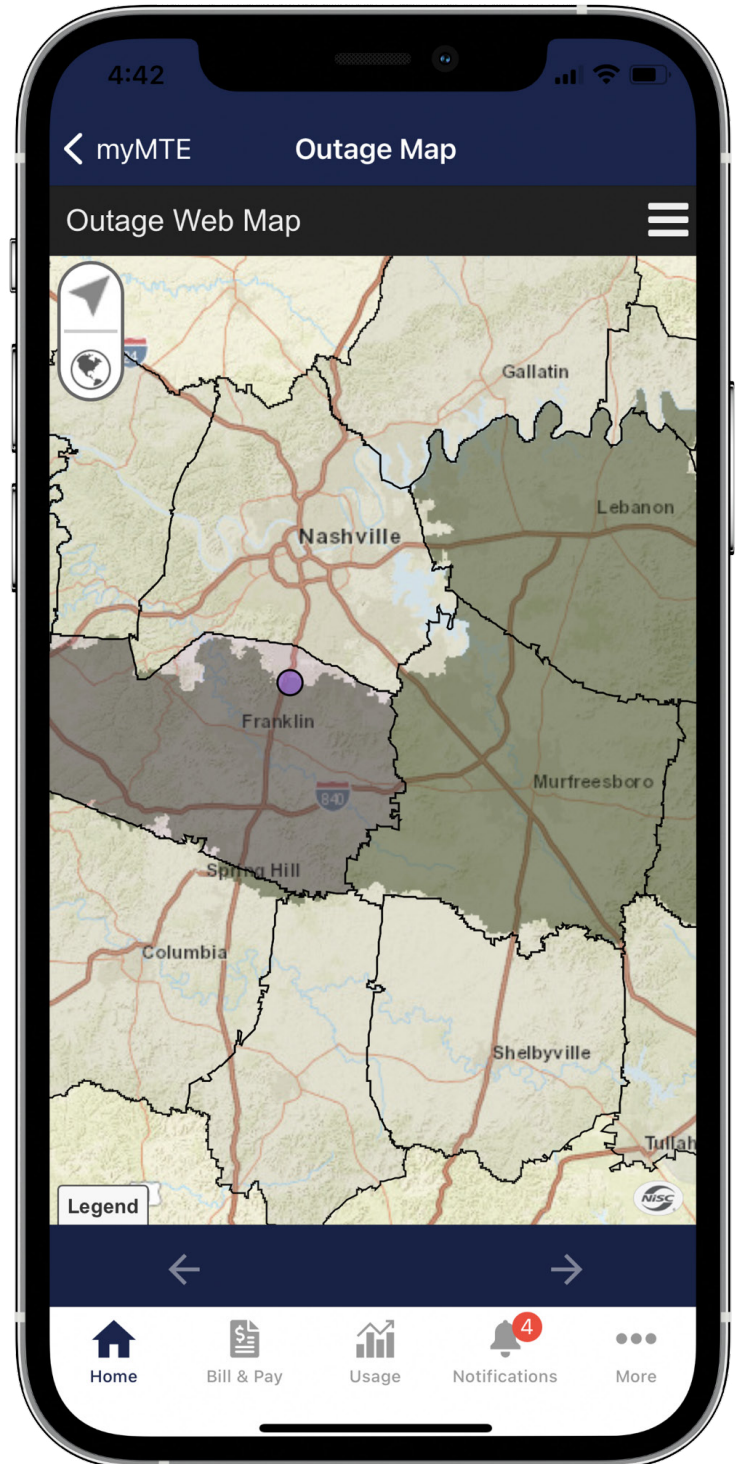 4:42
myMTE
Outage Map
Outage Web Map
Gallatin
Lebanon
Nashville
Franklin
840
Murfreesboro
Spring Hill
Columbia
Shelbyville
Tullah
Legend
NISC
4
Home
Bill & Pay
Usage
Notifications
More